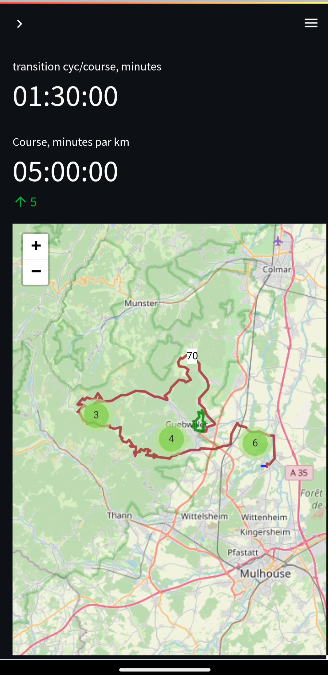 transition cyc/course, minutes
01:30:00
Course, minutes par km
05:00:00
5
+
−
Colmar
Munster
70
3
Guebwiller
4
6
A 35
Forêt
de
Thann
Wittelsheim
Wittenheim
Kingersheim
Pfastatt
Mulhouse